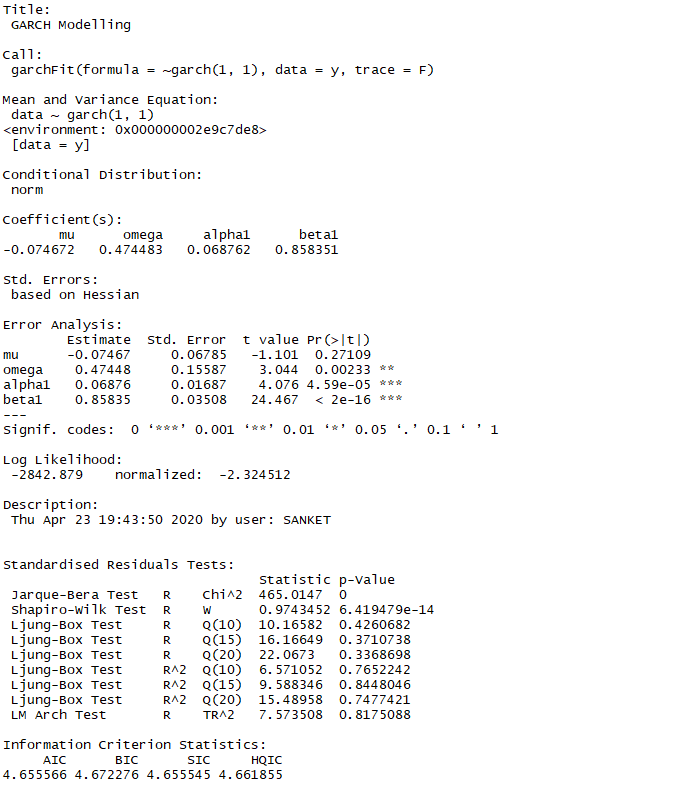 Title:
 GARCH Modelling

Call:
 garchFit(formula = ~garch(1, 1), data = y, trace = F)

Mean and Variance Equation:
 data ~ garch(1, 1)
<environment: 0x000000002e9c7de8>
 [data = y]

Conditional Distribution:
 norm

Coefficient(s):
       mu      omega     alpha1      beta1
-0.074672   0.474483   0.068762   0.858351

Std. Errors:
 based on Hessian

Error Analysis:
        Estimate  Std. Error  t value Pr(>|t|)
mu      -0.07467     0.06785   -1.101  0.27109
omega    0.47448     0.15587    3.044  0.00233 **
alpha1   0.06876     0.01687    4.076 4.59e-05 ***
beta1    0.85835     0.03508   24.467  < 2e-16 ***
---
Signif. codes:  0 ‘***’ 0.001 ‘**’ 0.01 ‘*’ 0.05 ‘.’ 0.1 ‘ ’ 1

Log Likelihood:
 -2842.879    normalized:  -2.324512

Description:
 Thu Apr 23 19:43:50 2020 by user: SANKET

Standardised Residuals Tests:
                                Statistic p-Value
 Jarque-Bera Test   R    Chi^2  465.0147  0
 Shapiro-Wilk Test  R    W      0.9743452 6.419479e-14
 Ljung-Box Test     R    Q(10)  10.16582  0.4260682
 Ljung-Box Test     R    Q(15)  16.16649  0.3710738
 Ljung-Box Test     R    Q(20)  22.0673   0.3368698
 Ljung-Box Test     R^2  Q(10)  6.571052  0.7652242
 Ljung-Box Test     R^2  Q(15)  9.588346  0.8448046
 Ljung-Box Test     R^2  Q(20)  15.48958  0.7477421
 LM Arch Test       R    TR^2   7.573508  0.8175088

Information Criterion Statistics:
     AIC      BIC      SIC     HQIC
4.655566 4.672276 4.655545 4.661855